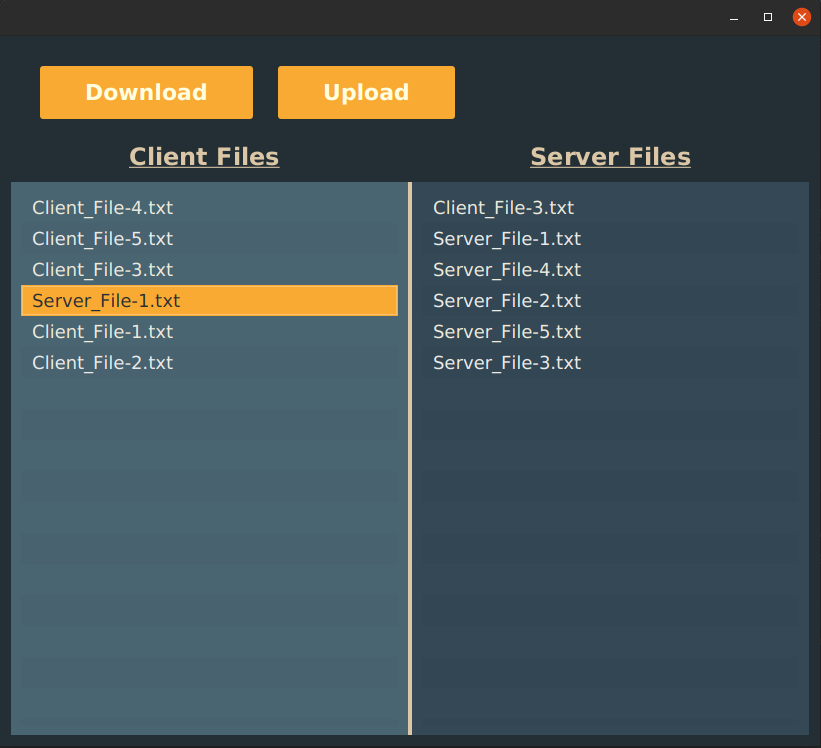 Download Upload
Client Files
Client_File-4.txt
Client_File-5.txt
Client_File-3.txt
Server_File-1.txt
Client_File-1.txt
Client_File-2.txt
Server Files
Client_File-3.txt
Server_File-1.txt
Server_File-4.txt
Server_File-2.txt
Server_File-5.txt
Server_File-3.txt